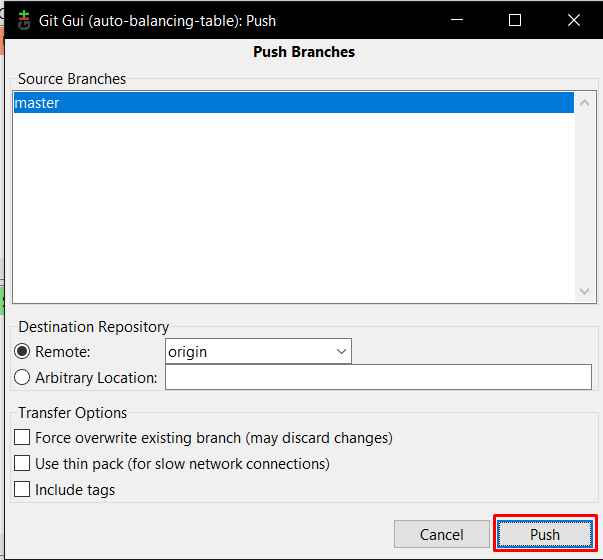 Git Gui (auto-balancing-table): Push
Push Branches
Source Branches
master
Destination Repository
Remote:
origin
Arbitrary Location:
Transfer Options
Force overwrite existing branch (may discard changes)
Use thin pack (for slow network connections)
Include tags
Cancel
Push